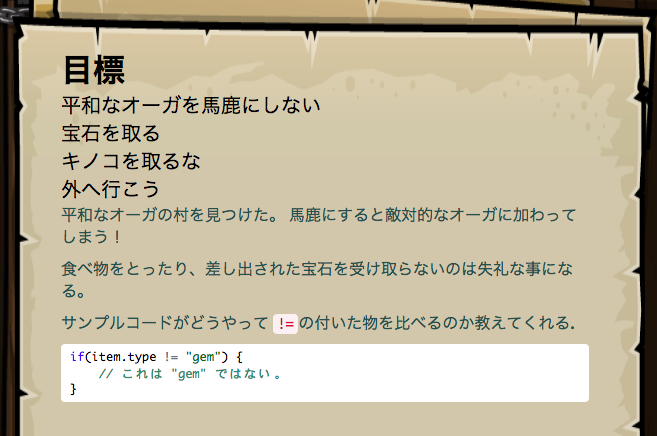 目標
平和なオーガを馬鹿にしない
宝石を取る
キノコを取るな
外へ行こう
平和なオーガの村を見つけた。 馬鹿にすると敵対的なオーガに加わって
しまう！
食べ物をとったり、差し出された宝石を受け取らないのは失礼な事にな
る。
サンプルコードがどうやって != の付いた物を比べるのか教えてくれる.
if(item.type != "gem") {
    // これは "gem" ではない 。
}